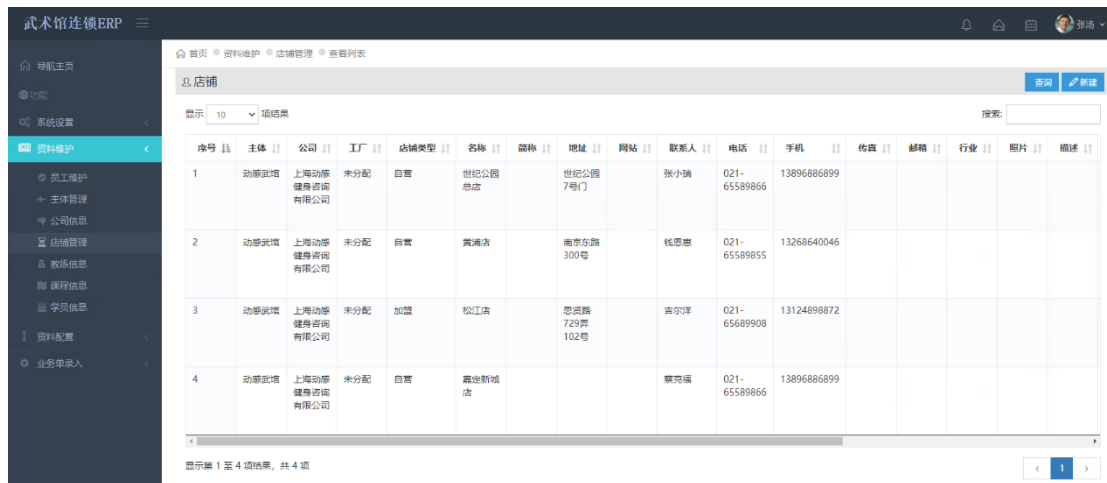 武术馆连锁ERP
张汤
首页 资料维护 店铺管理 查看列表
导航主页
功能
系统设置
资料维护
员工维护
主体管理
公司信息
店铺管理
教练信息
课程信息
学员信息
资料配置
业务单录入
店铺
查询 新建
显示 10 项结果 搜索:
序号 主体 公司 工厂 店铺类型 名称 简称 地址 网站 联系人 电话 手机 传真 邮箱 行业 照片 描述
1 动感武馆 上海动感 未分配 自营 世纪公园 世纪公园 张小瑞 021- 13896886899
健身咨询 总店 7号门 65589866
有限公司
2 动感武馆 上海动感 未分配 自营 黄浦店 南京东路 钱恩惠 021- 13268640046
健身咨询 300号 65589855
有限公司
3 动感武馆 上海动感 未分配 加盟 松江店 思贤路 吉尔洋 021- 13124898872
健身咨询 729弄 65689908
有限公司 102号
4 动感武馆 上海动感 未分配 自营 嘉定新城 蔡克福 021- 13896886899
健身咨询 店 65589866
有限公司
显示第 1 至 4 项结果，共 4 项
1